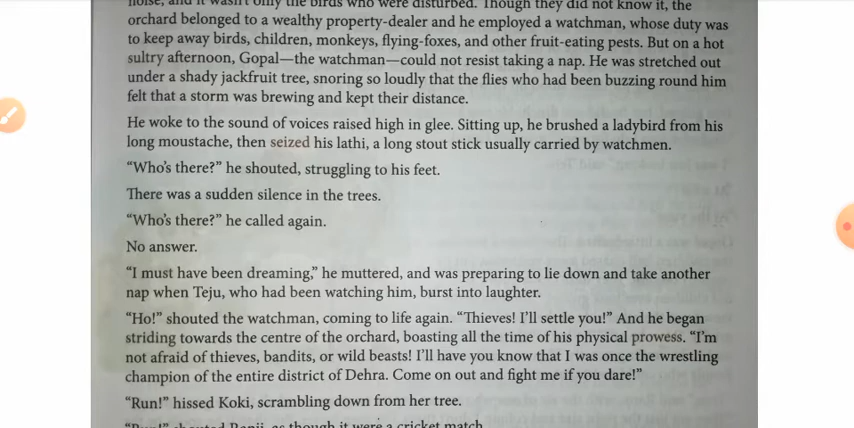 noise, and it wasn't only the birds who were disturbed. Though they did not know it, the
orchard belonged to a wealthy property-dealer and he employed a watchman, whose duty was
to keep away birds, children, monkeys, flying-foxes, and other fruit-eating pests. But on a hot
sultry afternoon, Gopal—the watchman—could not resist taking a nap. He was stretched out
under a shady jackfruit tree, snoring so loudly that the flies who had been buzzing round him
felt that a storm was brewing and kept their distance.
He woke to the sound of voices raised high in glee. Sitting up, he brushed a ladybird from his
long moustache, then seized his lathi, a long stout stick usually carried by watchmen.
"Who's there?" he shouted, struggling to his feet.
There was a sudden silence in the trees.
"Who's there?" he called again.
No answer.
"I must have been dreaming," he muttered, and was preparing to lie down and take another
nap when Teju, who had been watching him, burst into laughter.
"Ho!" shouted the watchman, coming to life again. "Thieves! I'll settle you!" And he began
striding towards the centre of the orchard, boasting all the time of his physical prowess. "I'm
not afraid of thieves, bandits, or wild beasts! I'll have you know that I was once the wrestling
champion of the entire district of Dehra. Come on out and fight me if you dare!"
"Run!" hissed Koki, scrambling down from her tree.
"Run!" shouted Ranji, as though it were a cricket match.